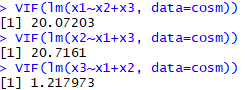 > VIF(lm(x1~x2+x3, data=cosm))
[1] 20.07203
> VIF(lm(x2~x1+x3, data=cosm))
[1] 20.7161
> VIF(lm(x3~x1+x2, data=cosm))
[1] 1.217973